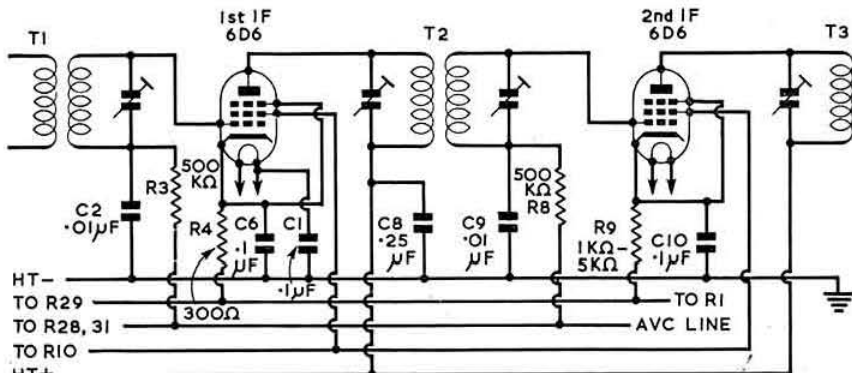 1st IF
6D6
2nd IF
6D6
T1
T2
T3
500
KΩ
R3
C2
.01µF
R4
C6
.1
µF
C1
.1µF
300Ω
C8
.25
µF
C9
.01
µF
500
KΩ
R8
R9
1KΩ–
5KΩ
C10
.1µF
HT–
TO R29
TO R1
TO R28, 31
AVC LINE
TO R10
HT+